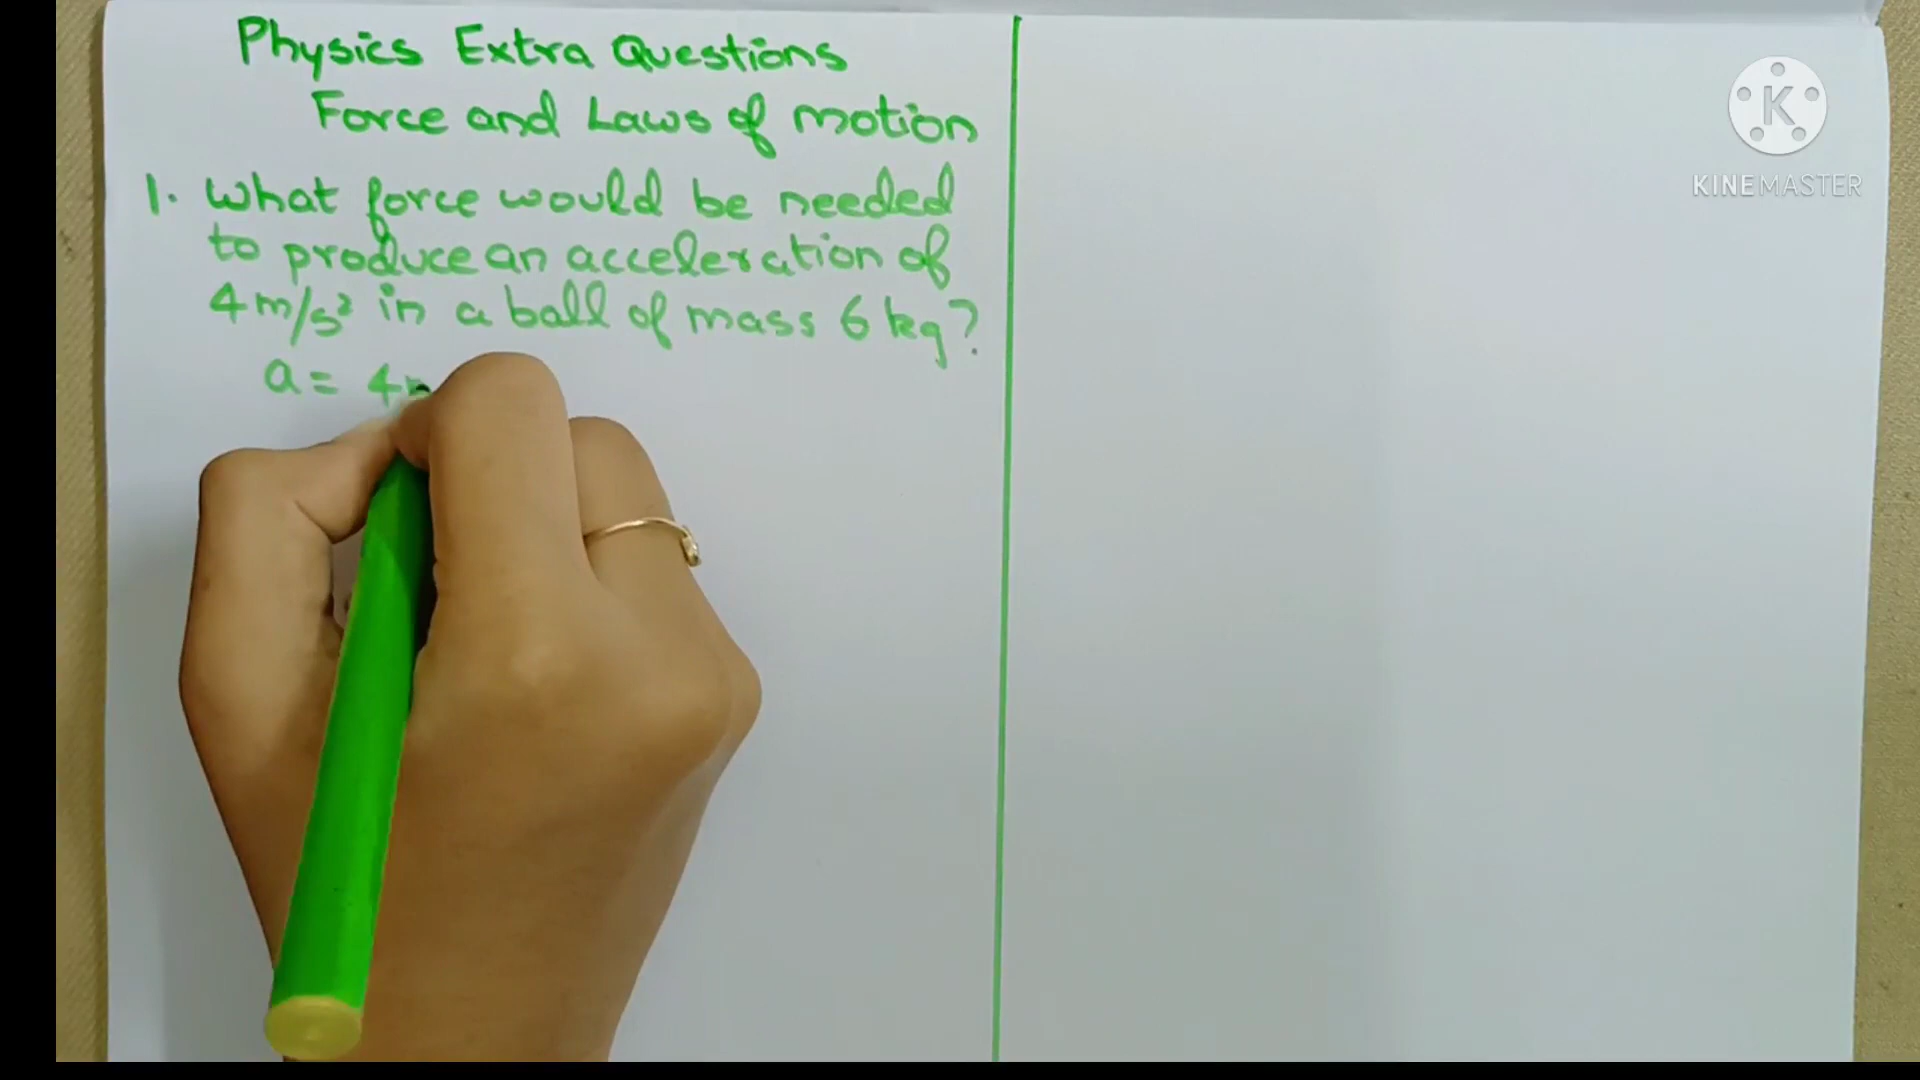 Physics Extra Questions
Force and Laws of motion
1. What force would be needed
to produce an acceleration of
4m/s² in a ball of mass 6 kg?
a = 4m
KINEMASTER